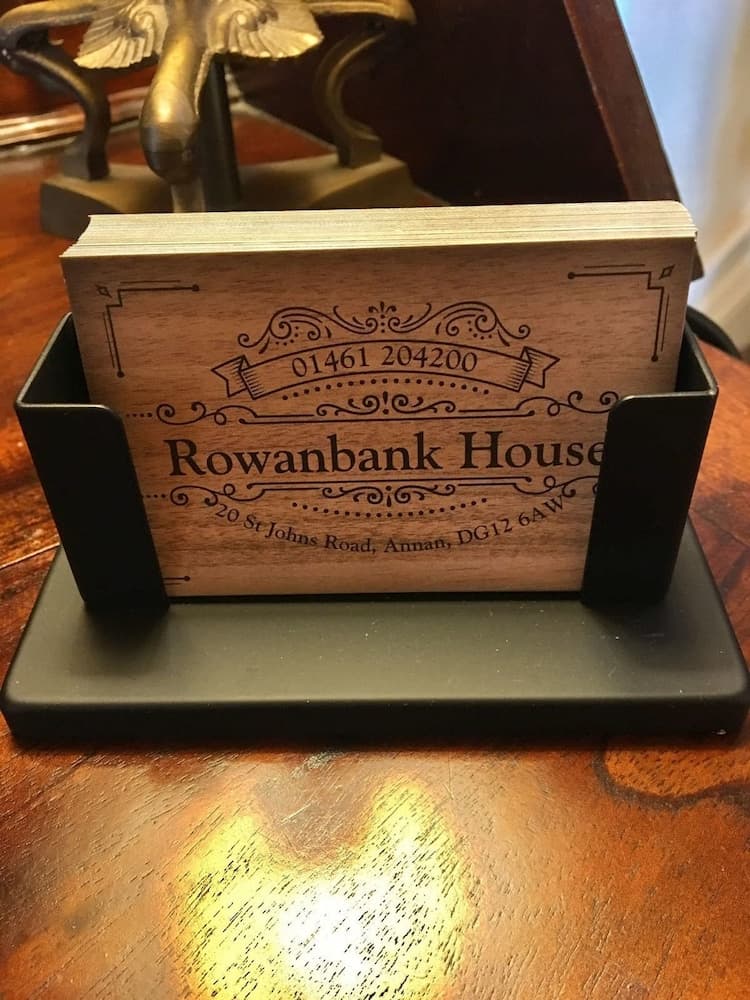 01461 204200
Rowanbank House
20 St Johns Road, Annan, DG12 6AW